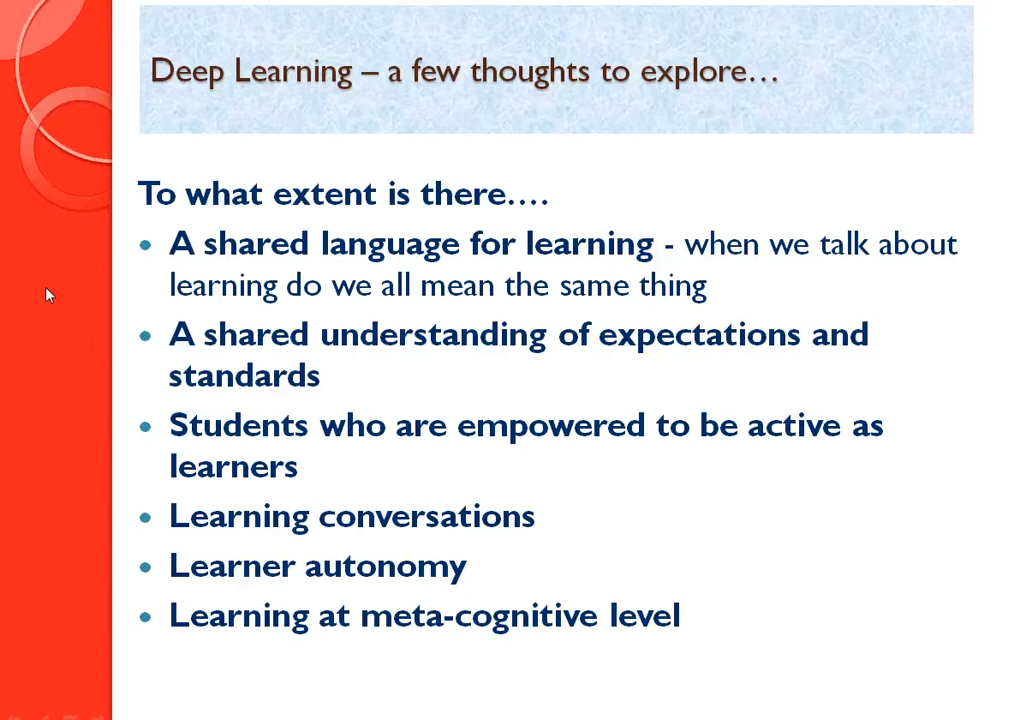 Deep Learning – a few thoughts to explore…
To what extent is there….
• A shared language for learning - when we talk about
learning do we all mean the same thing
• A shared understanding of expectations and
standards
• Students who are empowered to be active as
learners
• Learning conversations
• Learner autonomy
• Learning at meta-cognitive level